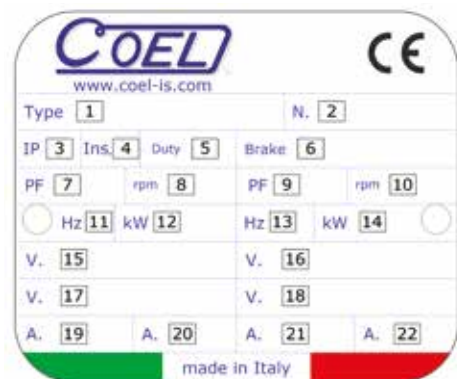 COEL
CE
www.coel-is.com
Type 1 N. 2
IP 3 Ins. 4 Duty 5 Brake 6
PF 7 rpm 8 PF 9 rpm 10
Hz 11 kW 12 Hz 13 kW 14
V. 15 V. 16
V. 17 V. 18
A. 19 A. 20 A. 21 A. 22
made in Italy